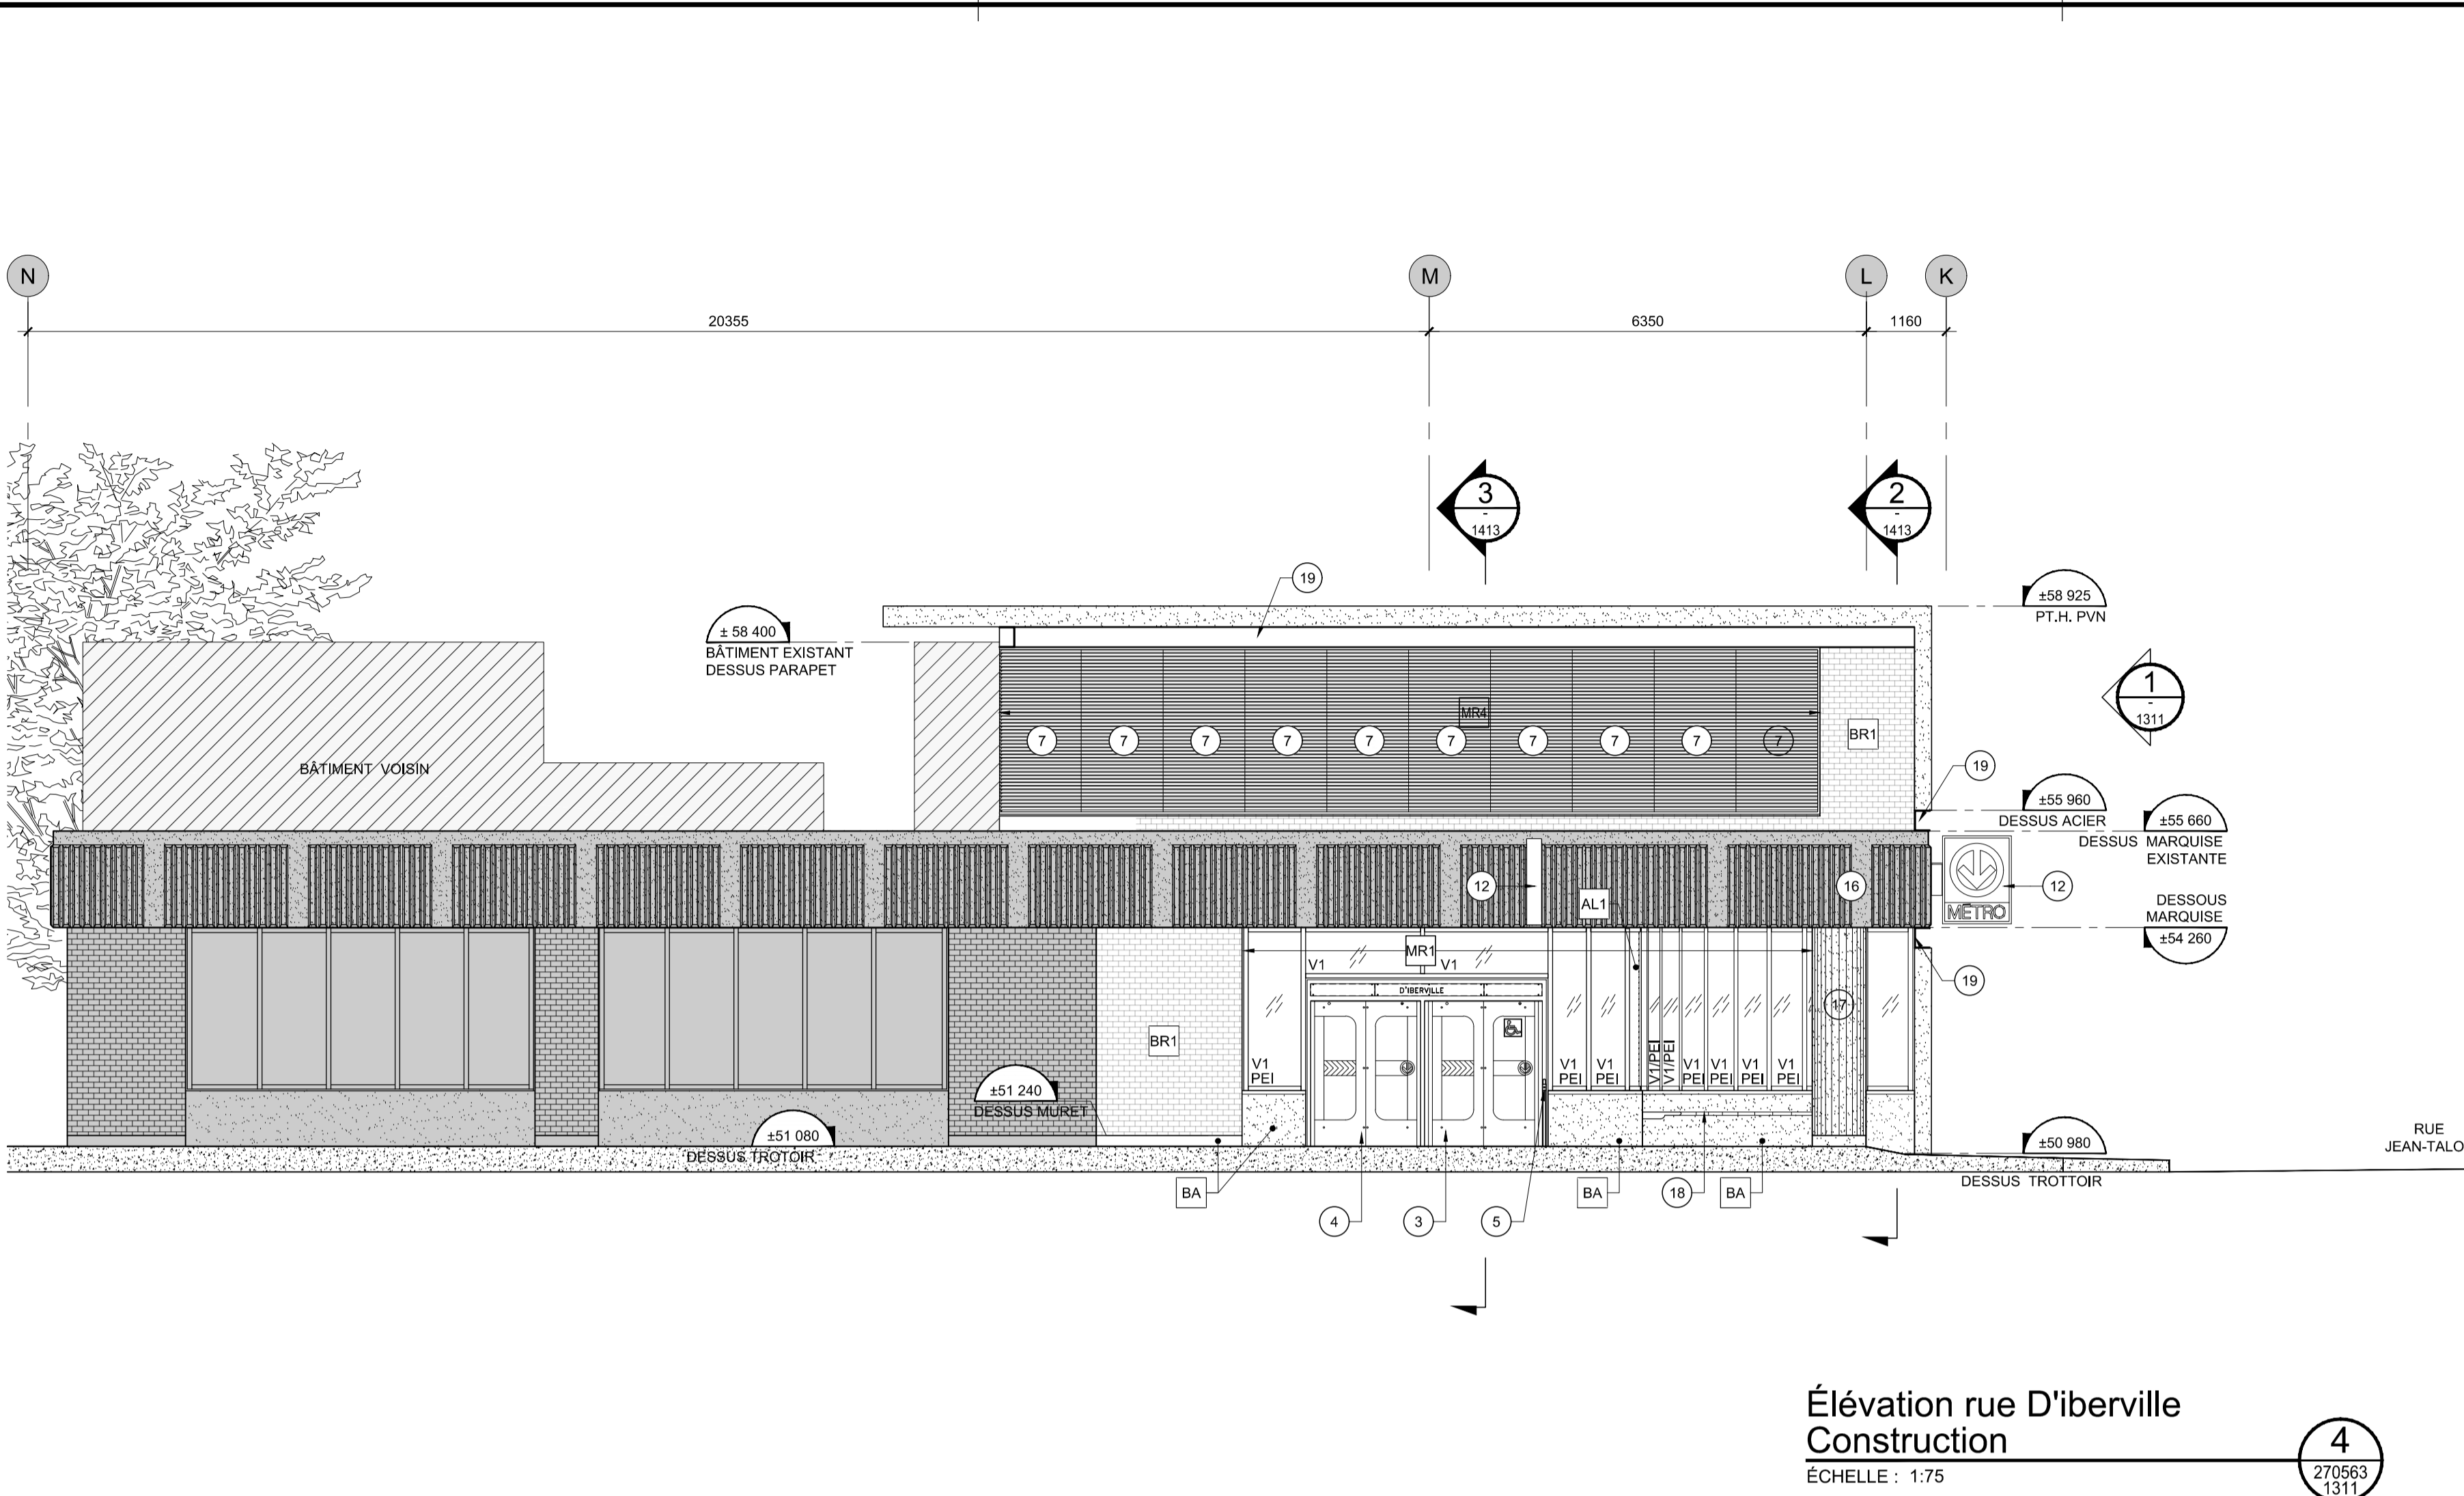 N
M
L
K
20355
6350
1160
3
-
1413
2
-
1413
19
±58 925
PT.H. PVN
± 58 400
BÂTIMENT EXISTANT
DESSUS PARAPET
1
-
1311
MR4
7
7
7
7
7
7
7
7
7
7
BR1
BÂTIMENT VOISIN
19
±55 960
DESSUS ACIER
±55 660
DESSUS MARQUISE
EXISTANTE
12
AL1
16
MÉTRO
12
DESSOUS
MARQUISE
±54 260
MR1
V1
V1
19
D'IBERVILLE
17
BR1
V1
PEI
V1
PEI
V1
PEI
V1/PEI
V1/PEI
V1
PEI
V1
PEI
V1
PEI
V1
PEI
±51 240
DESSUS MURET
±51 080
DESSUS TROTOIR
±50 980
DESSUS TROTTOIR
RUE
JEAN-TALO
BA
BA
18
BA
4
3
5
Élévation rue D'iberville
Construction
ÉCHELLE : 1:75
4
270563
1311